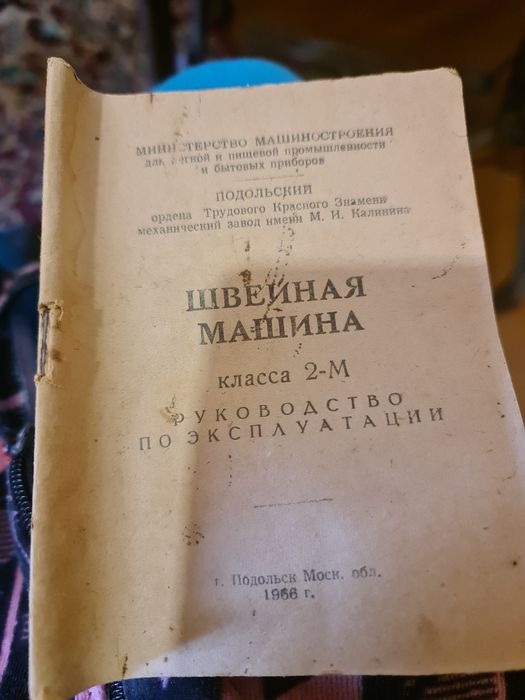 МИНИСТЕРСТВО МАШИНОСТРОЕНИЯ
для легкой и пищевой промышленности
и бытовых приборов
ПОДОЛЬСКИЙ
ордена Трудового Красного Знамени
механический завод имени М. И. Калинина
ШВЕЙНАЯ
МАШИНА
класса 2-М
РУКОВОДСТВО
ПО ЭКСПЛУАТАЦИИ
г. Подольск Моск. обл.
1966 г.